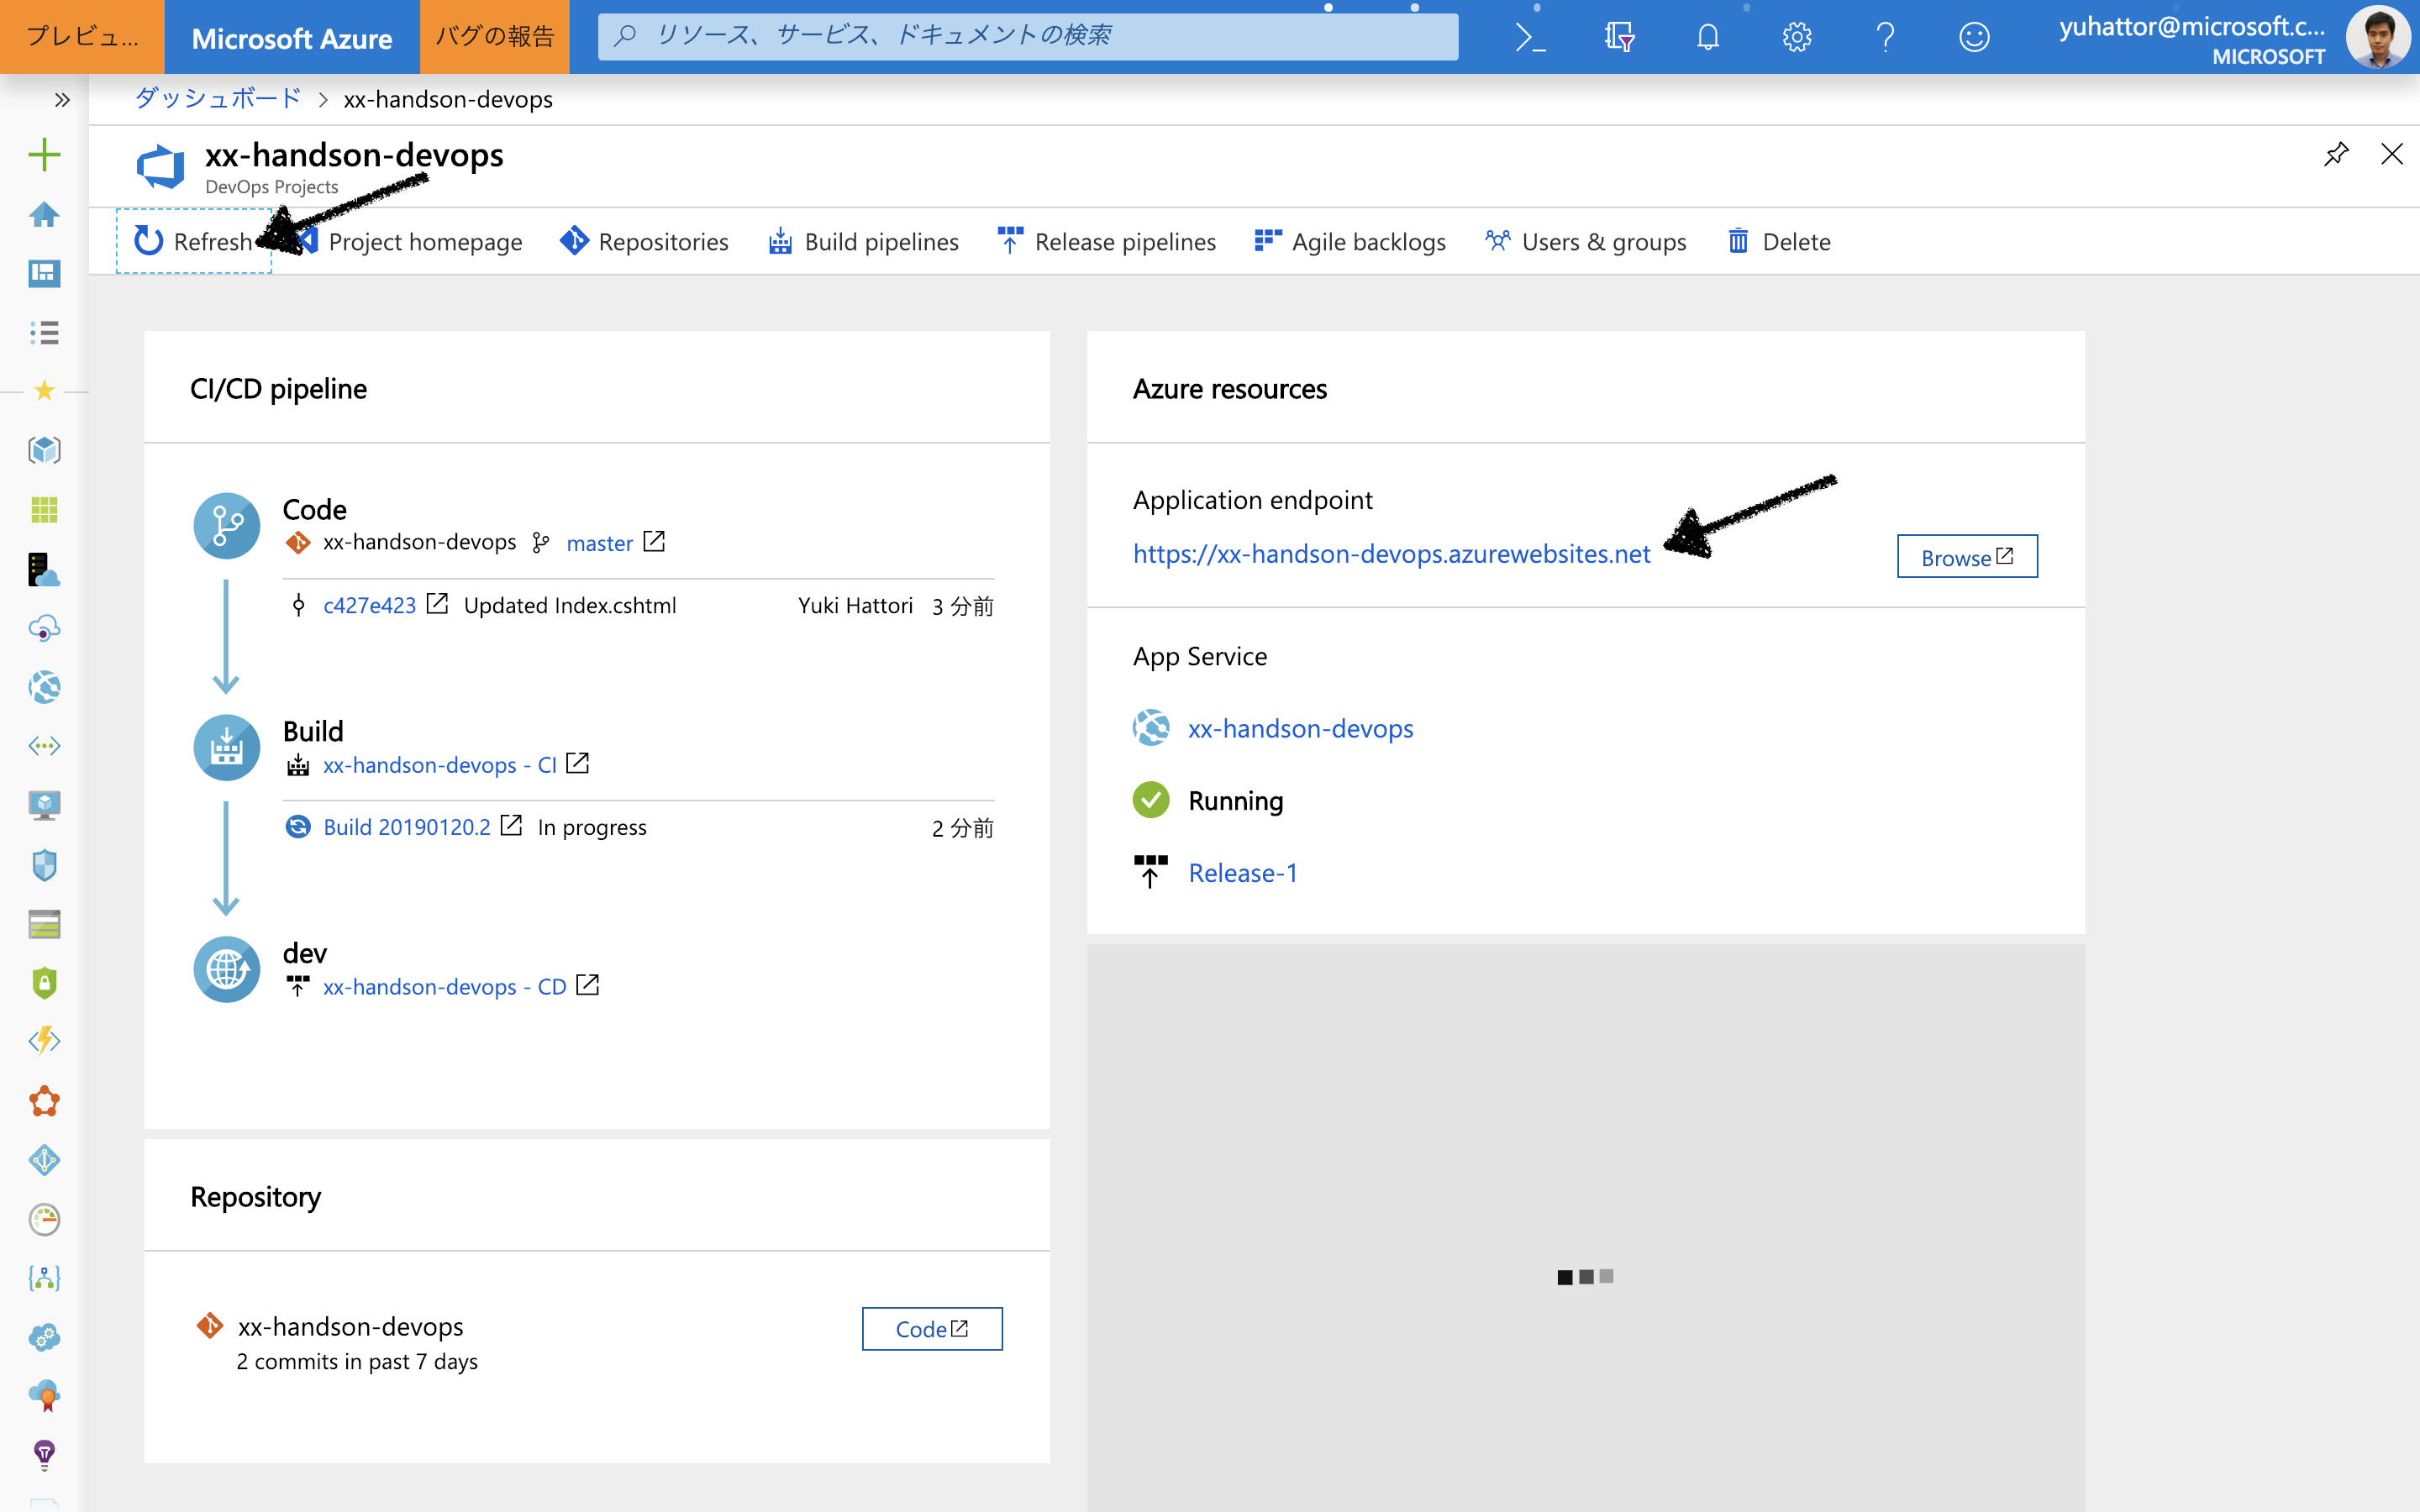 プレビュ...
Microsoft Azure
バグの報告
リソース、サービス、ドキュメントの検索
yuhattor@microsoft.c...
MICROSOFT
ダッシュボード > xx-handson-devops
xx-handson-devops
DevOps Projects
Refresh
Project homepage
Repositories
Build pipelines
Release pipelines
Agile backlogs
Users & groups
Delete
CI/CD pipeline
Code
xx-handson-devops master
c427e423 Updated Index.cshtml Yuki Hattori 3 分前
Build
xx-handson-devops - CI
Build 20190120.2 In progress 2 分前
dev
xx-handson-devops - CD
Repository
xx-handson-devops
2 commits in past 7 days
Code
Azure resources
Application endpoint
https://xx-handson-devops.azurewebsites.net
Browse
App Service
xx-handson-devops
Running
Release-1